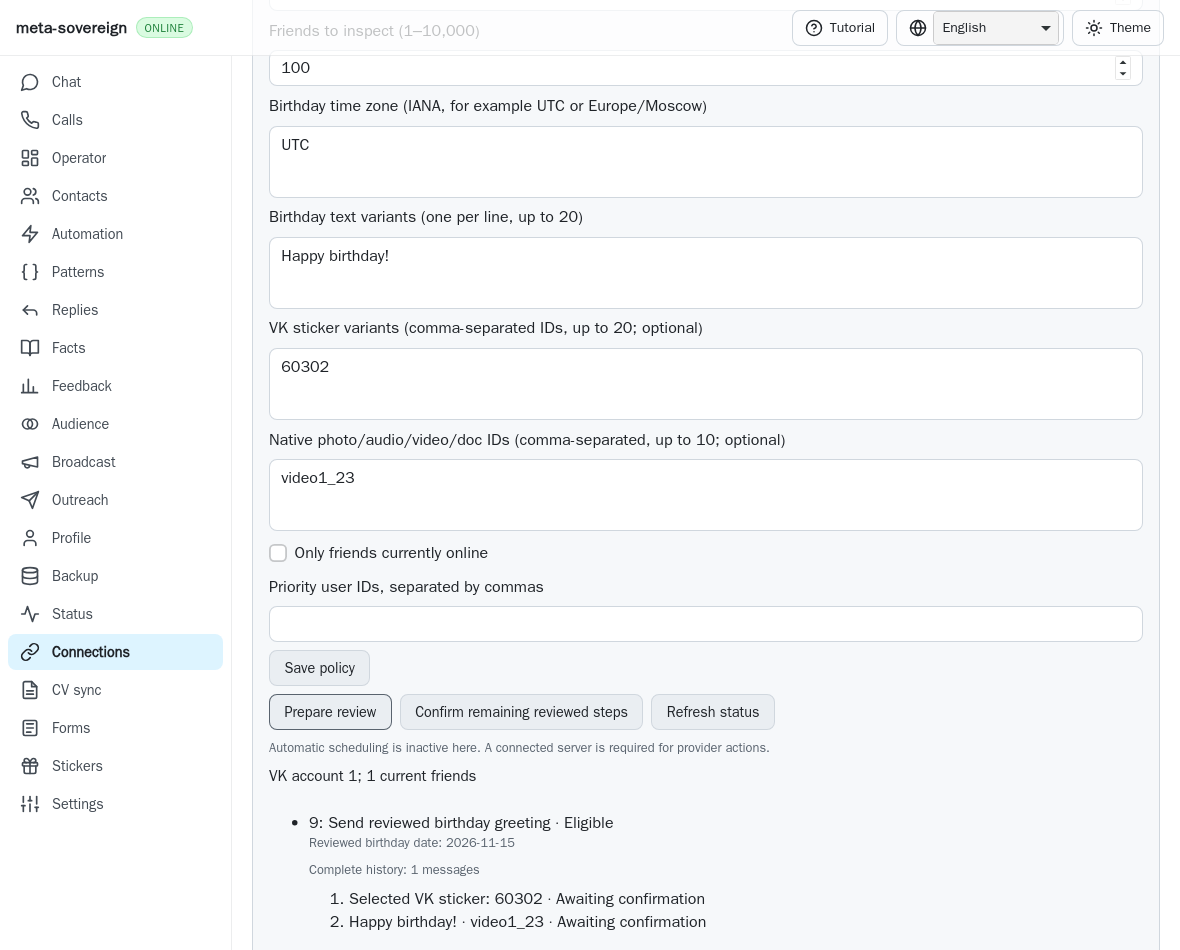 meta-sovereign ONLINE
Tutorial
English
Theme
Chat
Calls
Operator
Contacts
Automation
Patterns
Replies
Facts
Feedback
Audience
Broadcast
Outreach
Profile
Backup
Status
Connections
CV sync
Forms
Stickers
Settings
Friends to inspect (1–10,000)
100
Birthday time zone (IANA, for example UTC or Europe/Moscow)
UTC
Birthday text variants (one per line, up to 20)
Happy birthday!
VK sticker variants (comma-separated IDs, up to 20; optional)
60302
Native photo/audio/video/doc IDs (comma-separated, up to 10; optional)
video1_23
Only friends currently online
Priority user IDs, separated by commas
Save policy
Prepare review Confirm remaining reviewed steps Refresh status
Automatic scheduling is inactive here. A connected server is required for provider actions.
VK account 1; 1 current friends
• 9: Send reviewed birthday greeting · Eligible
Reviewed birthday date: 2026-11-15
Complete history: 1 messages
1. Selected VK sticker: 60302 · Awaiting confirmation
2. Happy birthday! · video1_23 · Awaiting confirmation